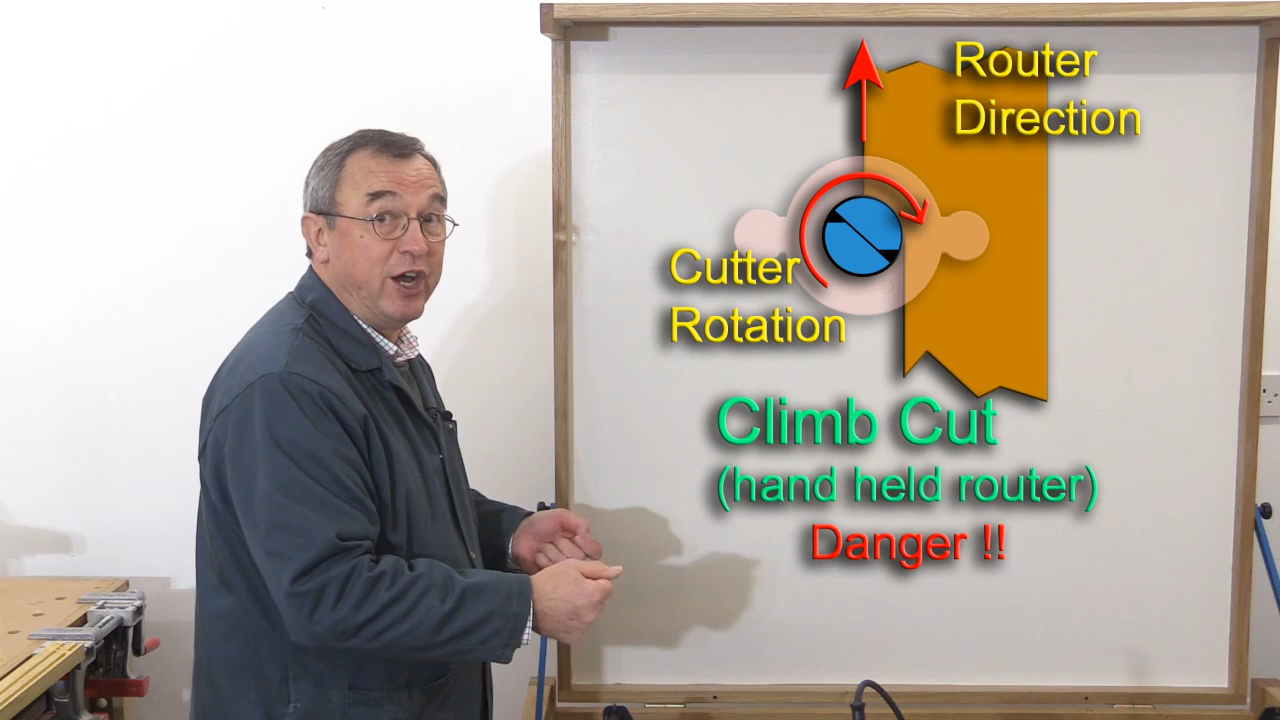 Router
Direction
Cutter
Rotation
Climb Cut
(hand held router)
Danger !!